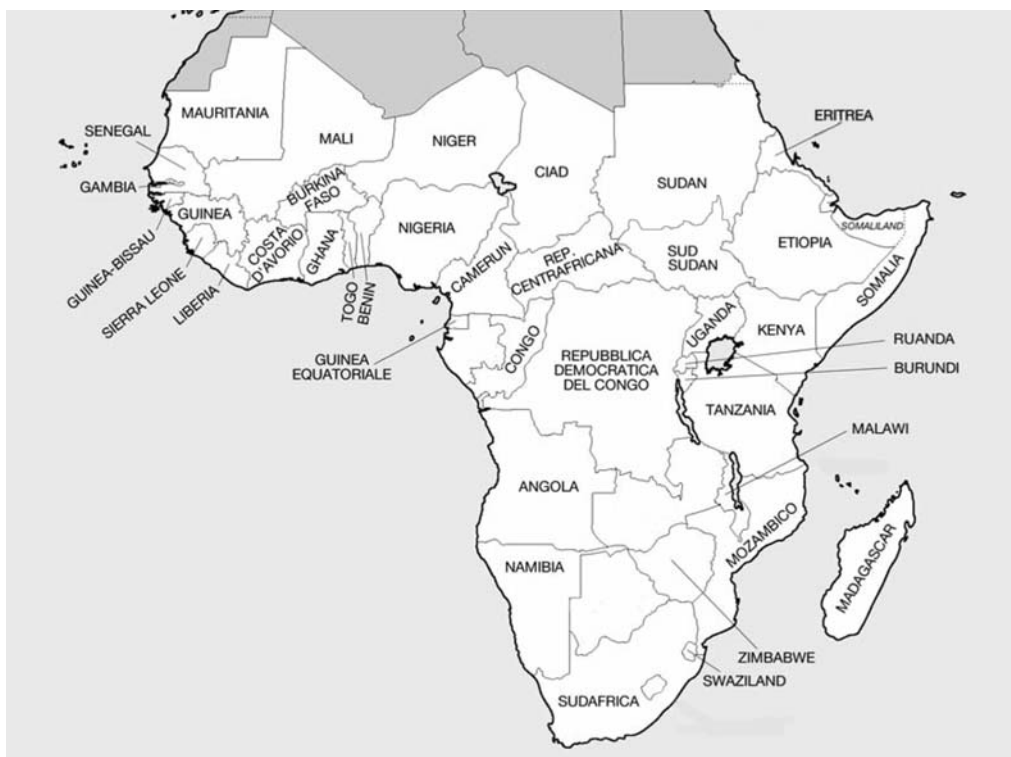 MAURITANIA
SENEGAL
GAMBIA
GUINEA-BISSAU
GUINEA
SIERRA LEONE
LIBERIA
MALI
BURKINA
FASO
COSTA
D'AVORIO
GHANA
TOGO
BENIN
NIGER
NIGERIA
CIAD
CAMERUN
REP.
CENTRAFRICANA
GUINEA
EQUATORIALE
CONGO
REPUBBLICA
DEMOCRATICA
DEL CONGO
SUDAN
SUD
SUDAN
ERITREA
ETIOPIA
SOMALILAND
SOMALIA
UGANDA
KENYA
RUANDA
BURUNDI
TANZANIA
MALAWI
ANGOLA
MOZAMBICO
NAMIBIA
ZIMBABWE
SWAZILAND
SUDAFRICA
MADAGASCAR